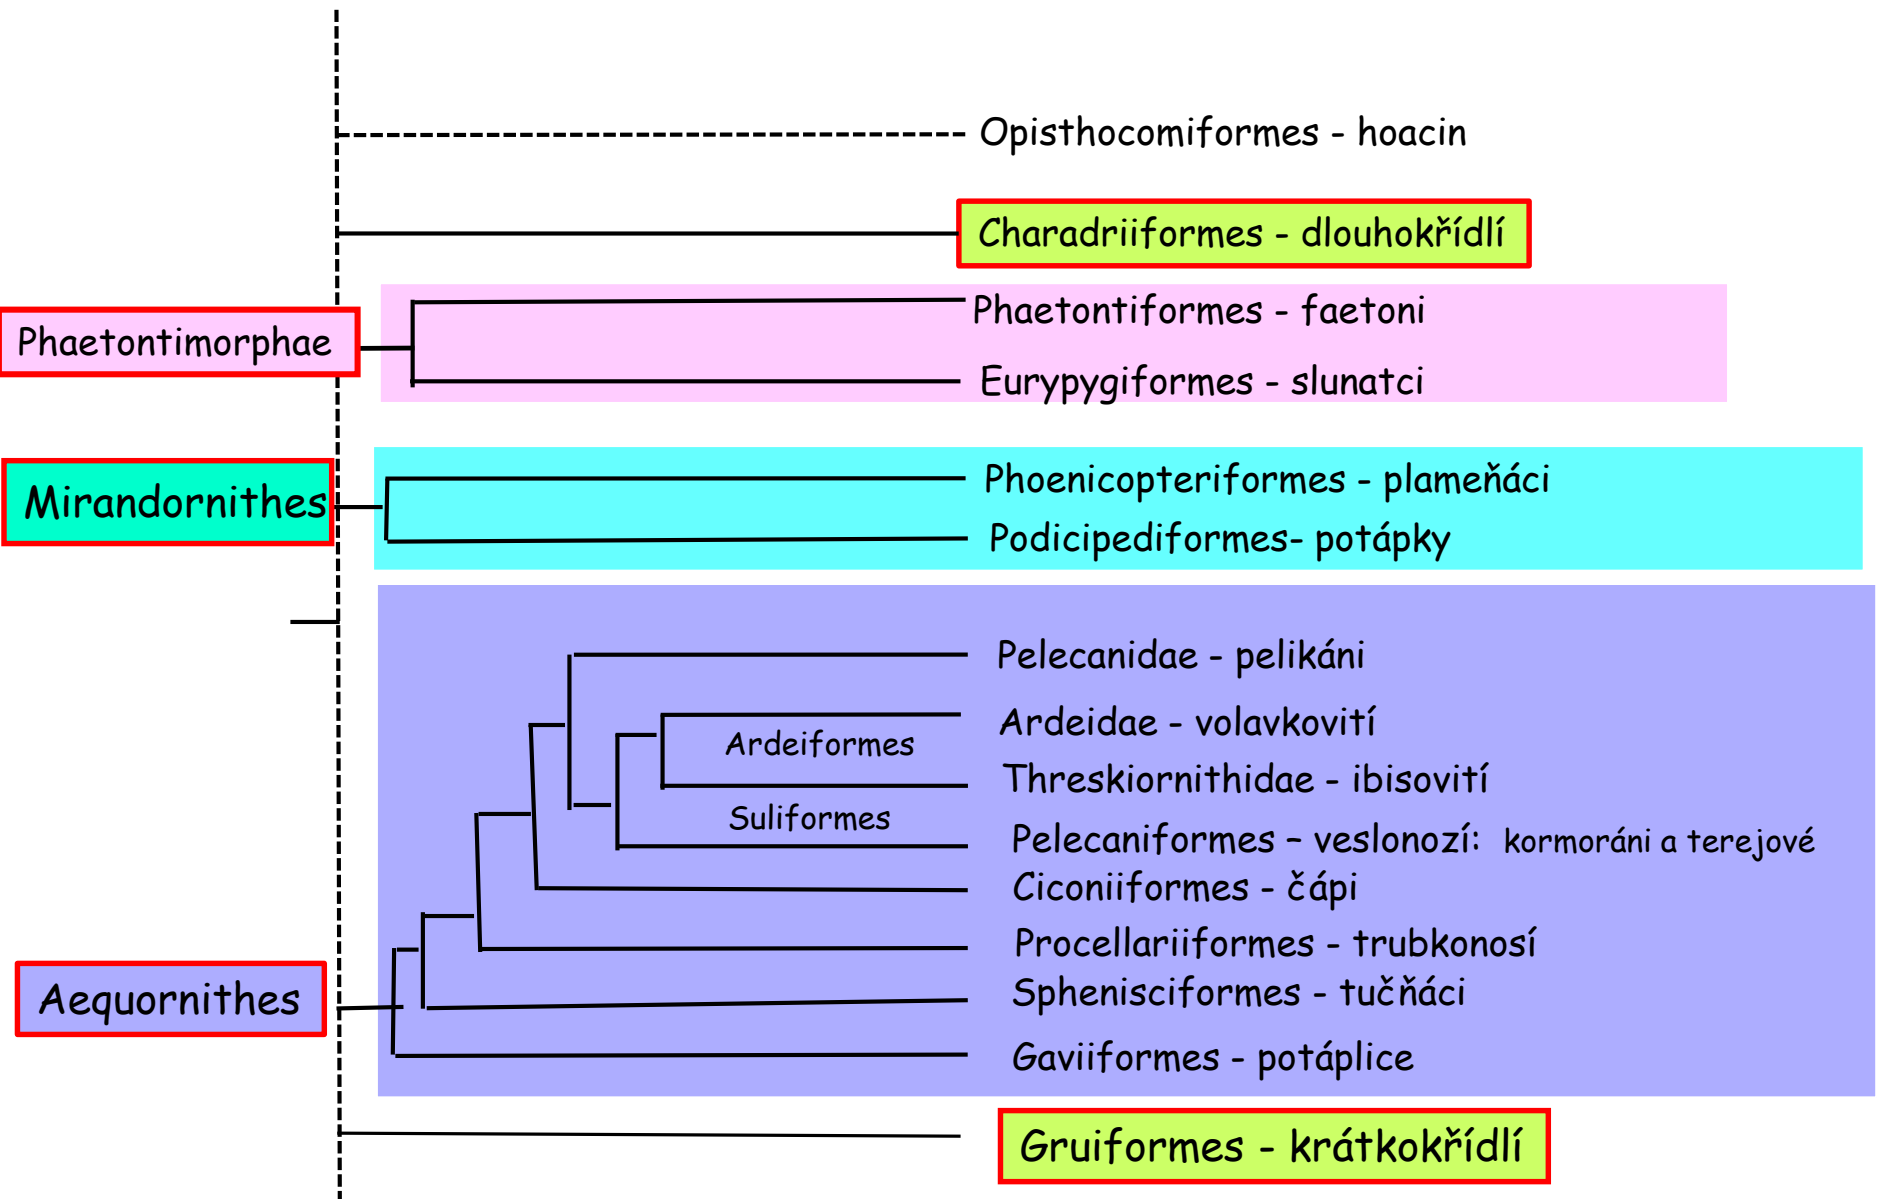 Opisthocomiformes - hoacin
Charadriiformes - dlouhokřídlí
Phaetontiformes - faetoni
Phaetontimorphae
Eurypygiformes - slunatci
Phoenicopteriformes - plameňáci
Mirandornithes
Podicipediformes- potápky
Pelecanidae - pelikáni
Ardeidae - volavkovití
Ardeiformes
Threskiornithidae - ibisovití
Suliformes
Pelecaniformes – veslonozí: kormoráni a terejové
Ciconiiformes - čápi
Procellariiformes - trubkonosí
Sphenisciformes - tučňáci
Aequornithes
Gaviiformes - potáplice
Gruiformes - krátkokřídlí